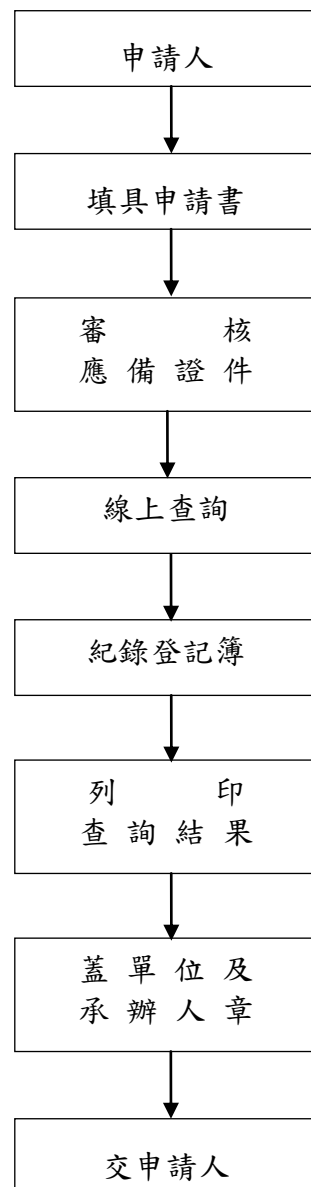 申請人
填具申請書
審核
應備證件
線上查詢
紀錄登記簿
列印
查詢結果
蓋單位及
承辦人章
交申請人